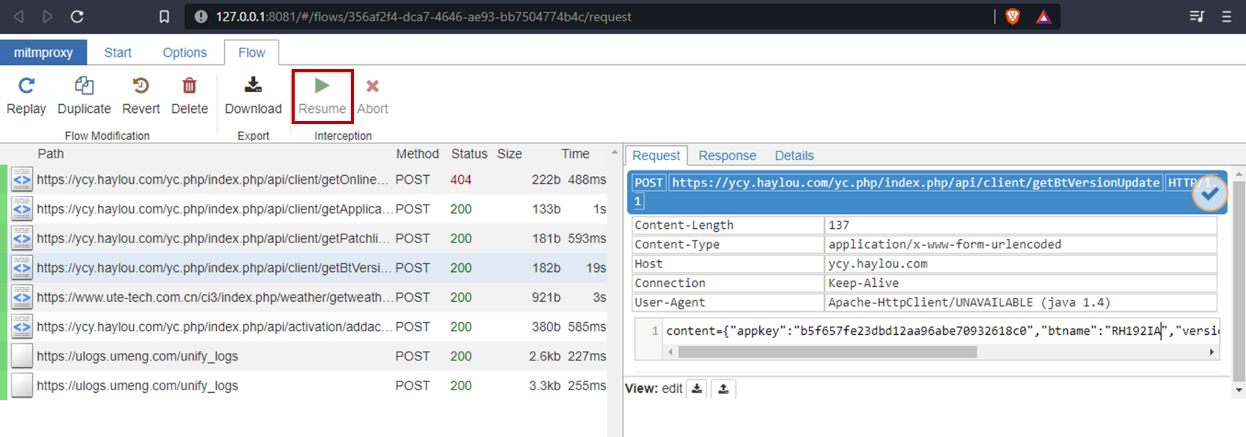 127.0.0.1:8081/#/flows/356af2f4-dca7-4646-ae93-bb7504774b4c/request
mitmproxy Start Options Flow
Replay Duplicate Revert Delete Download Resume Abort
Flow Modification Export Interception
Path Method Status Size Time
https://ycy.haylou.com/yc.php/index.php/api/client/getOnline... POST 404 222b 488ms
https://ycy.haylou.com/yc.php/index.php/api/client/getApplica... POST 200 133b 1s
https://ycy.haylou.com/yc.php/index.php/api/client/getPatchli... POST 200 181b 593ms
https://ycy.haylou.com/yc.php/index.php/api/client/getBtVersi... POST 200 182b 19s
https://www.ute-tech.com.cn/ci3/index.php/weather/getweath... POST 200 921b 3s
https://ycy.haylou.com/yc.php/index.php/api/activation/addac... POST 200 380b 585ms
https://ulogs.umeng.com/unify_logs POST 200 2.6kb 227ms
https://ulogs.umeng.com/unify_logs POST 200 3.3kb 255ms
Request Response Details
POST https://ycy.haylou.com/yc.php/index.php/api/client/getBtVersionUpdate HTTP/1.
1
Content-Length 137
Content-Type application/x-www-form-urlencoded
Host ycy.haylou.com
Connection Keep-Alive
User-Agent Apache-HttpClient/UNAVAILABLE (java 1.4)
1 content={"appkey":"b5f657fe23dbd12aa96abe70932618c0","btname":"RH192IA","versi
View: edit